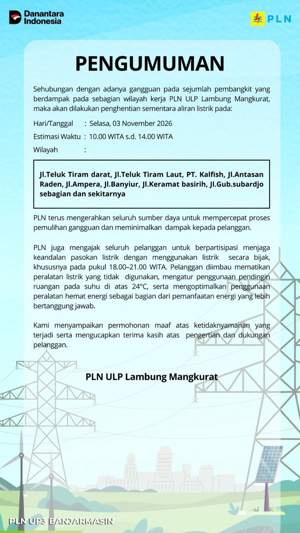 Danantara
Indonesia
PLN
PENGUMUMAN
Sehubungan dengan adanya gangguan pada sejumlah pembangkit yang
berdampak pada sebagian wilayah kerja PLN ULP Lambung Mangkurat,
maka akan dilakukan penghentian sementara aliran listrik pada:
Hari/Tanggal : Selasa, 03 November 2026
Estimasi Waktu : 10.00 WITA s.d. 14.00 WITA
Wilayah :
Jl.Teluk Tiram darat, Jl.Teluk Tiram Laut, PT. Kalfish, Jl.Antasan
Raden, Jl.Ampera, Jl.Banyiur, Jl.Keramat basirih, Jl.Gub.subardjo
sebagian dan sekitarnya
PLN terus mengerahkan seluruh sumber daya untuk mempercepat proses
pemulihan gangguan dan meminimalkan dampak kepada pelanggan.
PLN juga mengajak seluruh pelanggan untuk berpartisipasi menjaga
keandalan pasokan listrik dengan menggunakan listrik secara bijak,
khususnya pada pukul 18.00–21.00 WITA. Pelanggan diimbau mematikan
peralatan listrik yang tidak digunakan, mengatur penggunaan pendingin
ruangan pada suhu di atas 24°C, serta mengoptimalkan penggunaan
peralatan hemat energi sebagai bagian dari pemanfaatan energi yang lebih
bertanggung jawab.
Kami menyampaikan permohonan maaf atas ketidaknyamanan yang
terjadi serta mengucapkan terima kasih atas pengertian dan dukungan
pelanggan.
PLN ULP Lambung Mangkurat
PLN UP3 BANJARMASIN